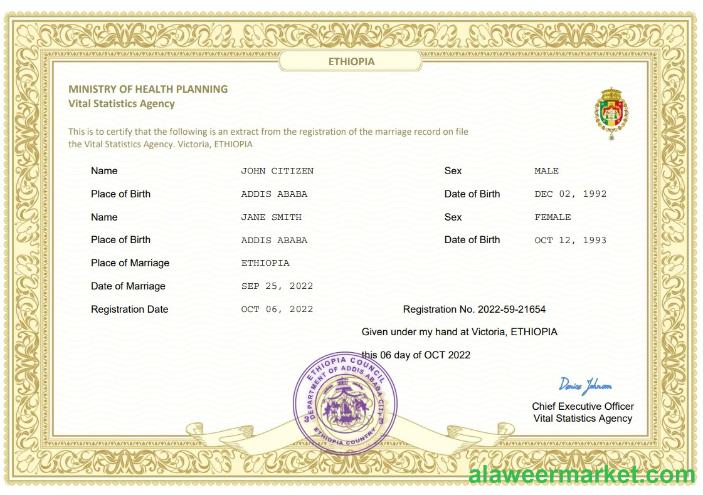 ETHIOPIA
MINISTRY OF HEALTH PLANNING
Vital Statistics Agency
This is to certify that the following is an extract from the registration of the marriage record on file
the Vital Statistics Agency. Victoria, ETHIOPIA
Name JOHN CITIZEN Sex MALE
Place of Birth ADDIS ABABA Date of Birth DEC 02, 1992
Name JANE SMITH Sex FEMALE
Place of Birth ADDIS ABABA Date of Birth OCT 12, 1993
Place of Marriage ETHIOPIA
Date of Marriage SEP 25, 2022
Registration Date OCT 06, 2022 Registration No. 2022-59-21654
Given under my hand at Victoria, ETHIOPIA
this 06 day of OCT 2022
ETHIOPIA COUNCIL
DEPARTMENT OF ADDIS ABABA CITY
ETHIOPIA COUNTRY
Denise Johnson
Chief Executive Officer
Vital Statistics Agency
alaweermarket.com